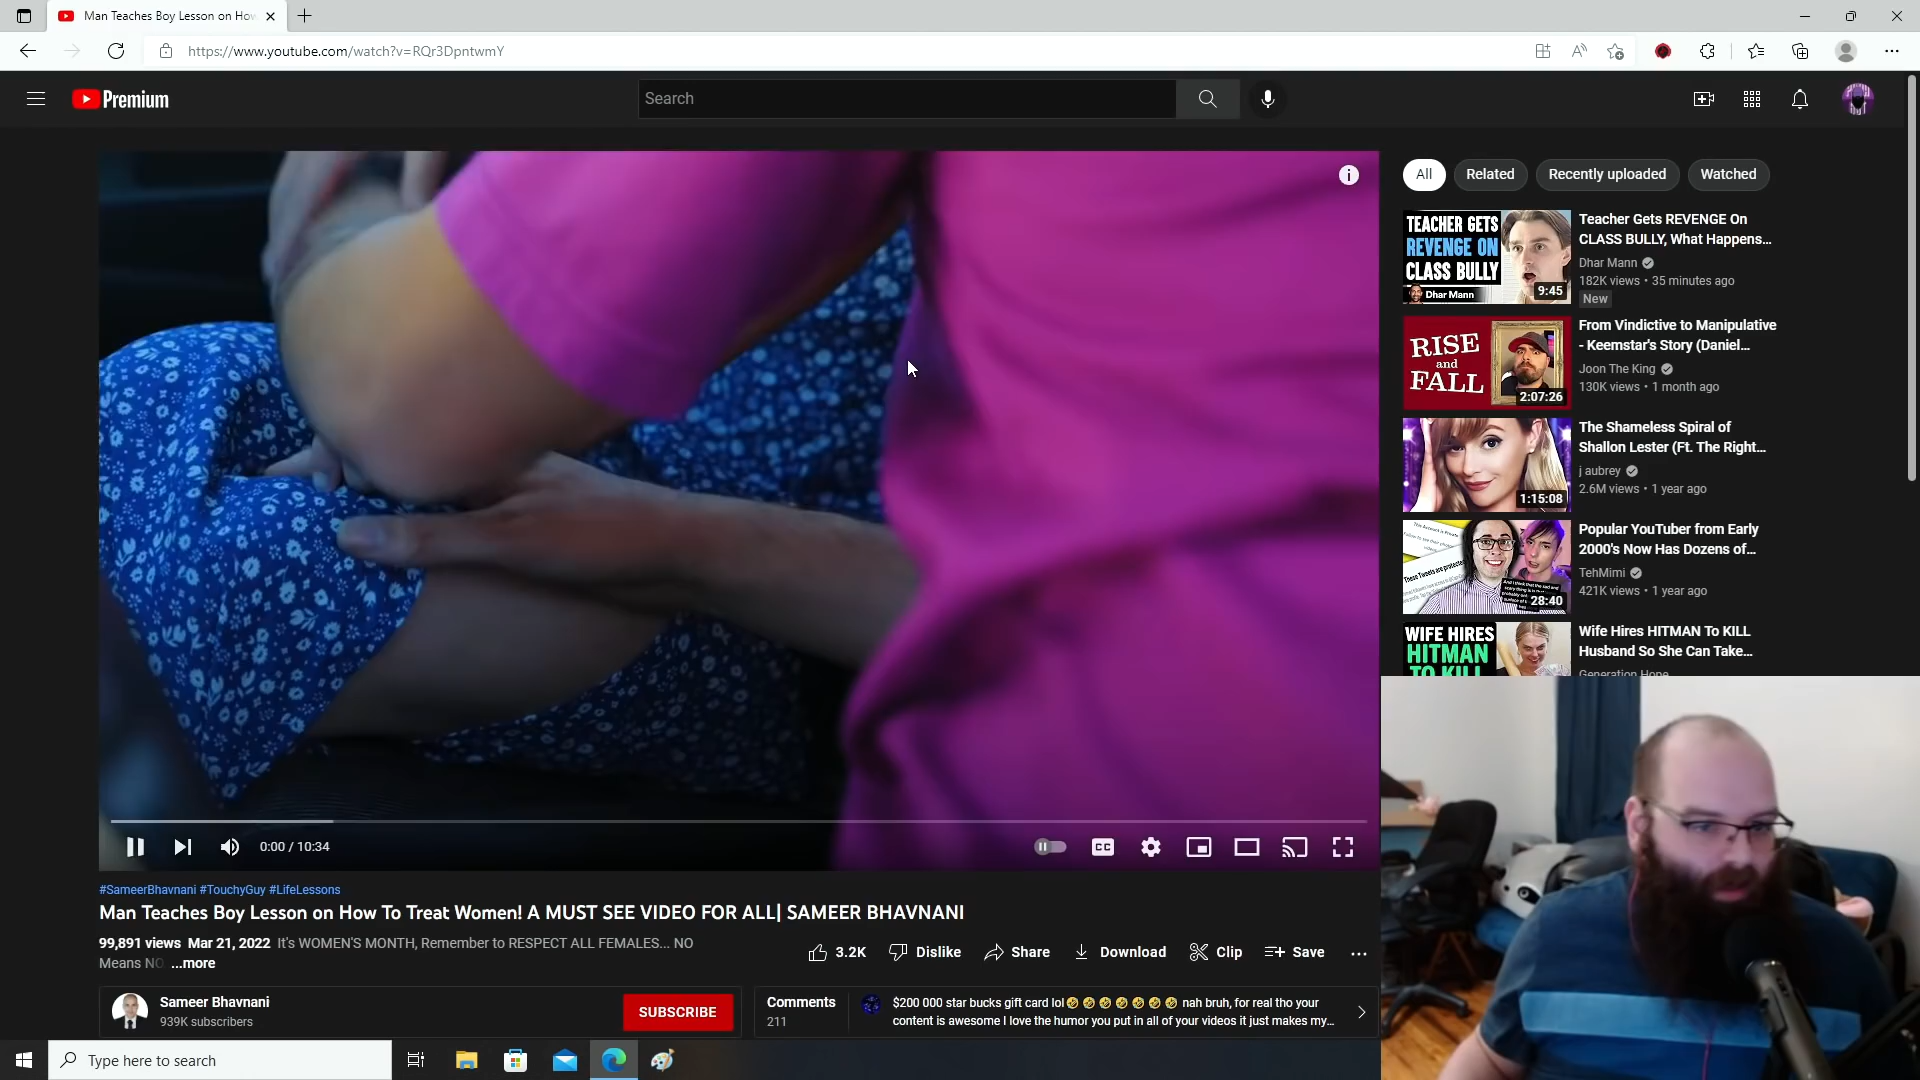 Man Teaches Boy Lesson on How
https://www.youtube.com/watch?v=RQr3DpntwmY
Premium
Search
All
Related
Recently uploaded
Watched
TEACHER GETS
REVENGE ON
CLASS BULLY
Dhar Mann
9:45
Teacher Gets REVENGE On
CLASS BULLY, What Happens...
Dhar Mann
182K views • 35 minutes ago
New
RISE
and
FALL
2:07:26
From Vindictive to Manipulative
- Keemstar's Story (Daniel...
Joon The King
130K views • 1 month ago
1:15:08
The Shameless Spiral of
Shallon Lester (Ft. The Right...
j aubrey
2.6M views • 1 year ago
These Tweets are protected
28:40
Popular YouTuber from Early
2000's Now Has Dozens of...
TehMimi
421K views • 1 year ago
WIFE HIRES
HITMAN
TO KILL
Wife Hires HITMAN To KILL
Husband So She Can Take...
Generation Hope
0:00 / 10:34
CC
#SameerBhavnani #TouchyGuy #LifeLessons
Man Teaches Boy Lesson on How To Treat Women! A MUST SEE VIDEO FOR ALL| SAMEER BHAVNANI
99,891 views Mar 21, 2022 It's WOMEN'S MONTH, Remember to RESPECT ALL FEMALES... NO
Means NO ...more
3.2K
Dislike
Share
Download
Clip
Save
Sameer Bhavnani
939K subscribers
SUBSCRIBE
Comments
211
$200 000 star bucks gift card lol🤣🤣🤣🤣🤣🤣🤣 nah bruh, for real tho your
content is awesome I love the humor you put in all of your videos it just makes my...
Type here to search